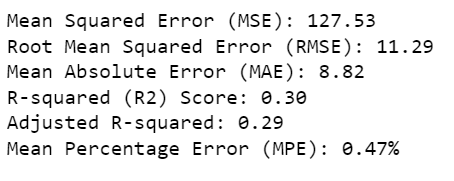 Mean Squared Error (MSE): 127.53
Root Mean Squared Error (RMSE): 11.29
Mean Absolute Error (MAE): 8.82
R-squared (R2) Score: 0.30
Adjusted R-squared: 0.29
Mean Percentage Error (MPE): 0.47%